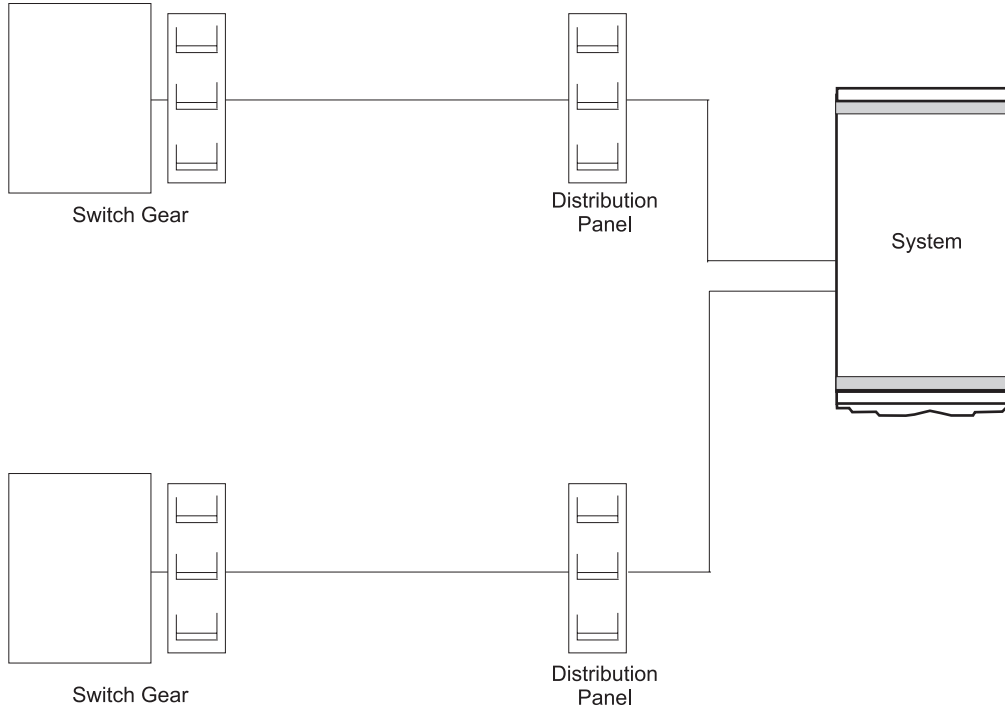 Switch Gear
Distribution
Panel
System
Switch Gear
Distribution
Panel